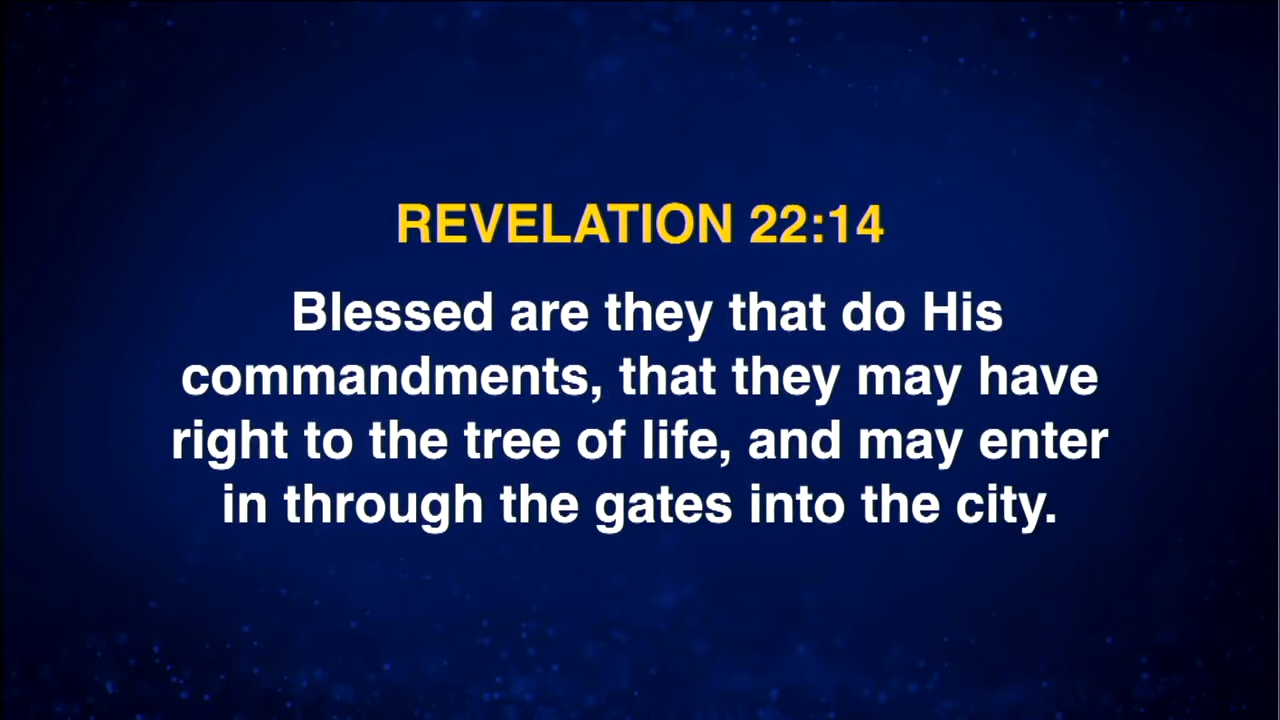 REVELATION 22:14
Blessed are they that do His
commandments, that they may have
right to the tree of life, and may enter
in through the gates into the city.